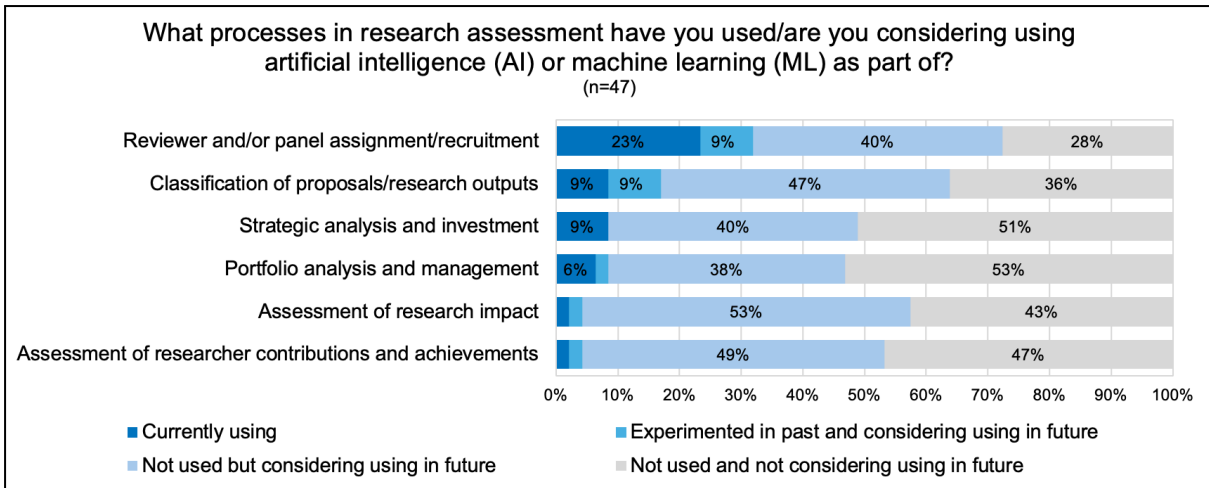 What processes in research assessment have you used/are you considering using
artificial intelligence (AI) or machine learning (ML) as part of?
(n=47)
Reviewer and/or panel assignment/recruitment 23% 9% 40% 28%
Classification of proposals/research outputs 9% 9% 47% 36%
Strategic analysis and investment 9% 40% 51%
Portfolio analysis and management 6% 38% 53%
Assessment of research impact 53% 43%
Assessment of researcher contributions and achievements 49% 47%
0% 10% 20% 30% 40% 50% 60% 70% 80% 90% 100%
Currently using Experimented in past and considering using in future
Not used but considering using in future Not used and not considering using in future